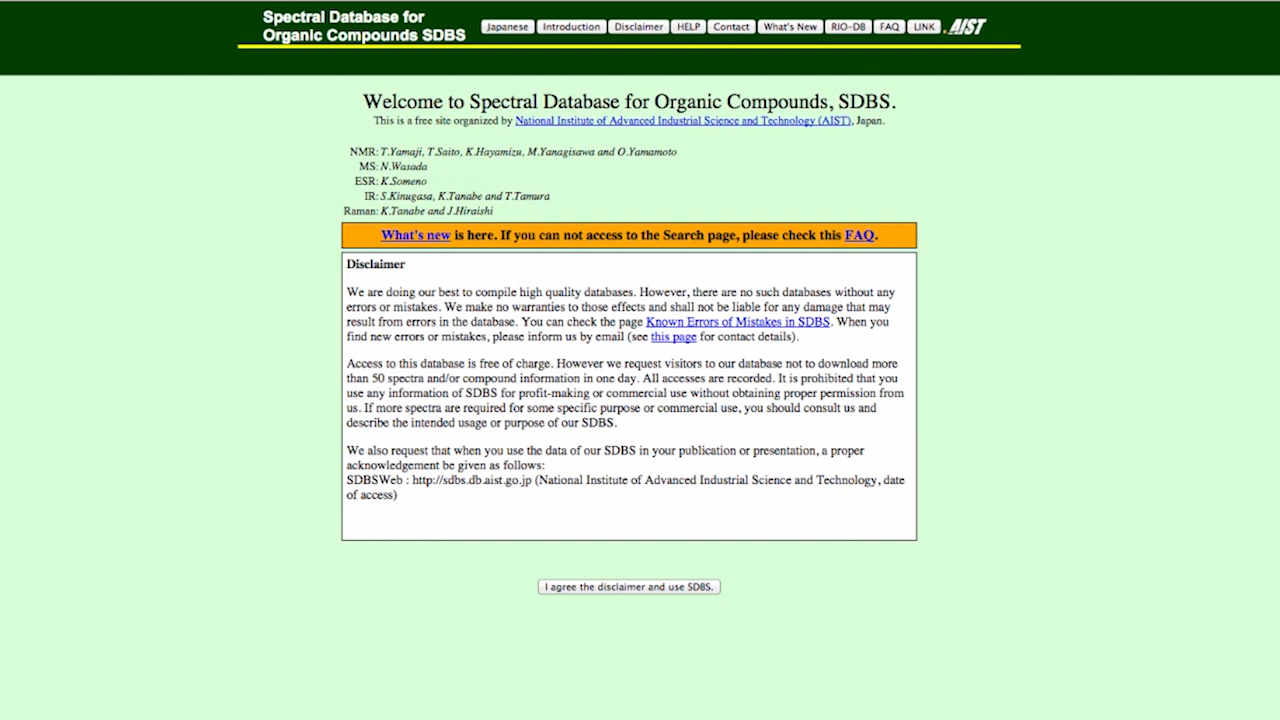 Spectral Database for
Organic Compounds SDBS
Japanese Introduction Disclaimer HELP Contact What's New RIO-DB FAQ LINK AIST
Welcome to Spectral Database for Organic Compounds, SDBS.
This is a free site organized by National Institute of Advanced Industrial Science and Technology (AIST), Japan.
NMR: T.Yamaji, T.Saito, K.Hayamizu, M.Yanagisawa and O.Yamamoto
MS: N.Wasada
ESR: K.Someno
IR: S.Kinugasa, K.Tanabe and T.Tamura
Raman: K.Tanabe and J.Hiraishi
What's new is here. If you can not access to the Search page, please check this FAQ.
Disclaimer
We are doing our best to compile high quality databases. However, there are no such databases without any
errors or mistakes. We make no warranties to those effects and shall not be liable for any damage that may
result from errors in the database. You can check the page Known Errors of Mistakes in SDBS. When you
find new errors or mistakes, please inform us by email (see this page for contact details).
Access to this database is free of charge. However we request visitors to our database not to download more
than 50 spectra and/or compound information in one day. All accesses are recorded. It is prohibited that you
use any information of SDBS for profit-making or commercial use without obtaining proper permission from
us. If more spectra are required for some specific purpose or commercial use, you should consult us and
describe the intended usage or purpose of our SDBS.
We also request that when you use the data of our SDBS in your publication or presentation, a proper
acknowledgement be given as follows:
SDBSWeb : http://sdbs.db.aist.go.jp (National Institute of Advanced Industrial Science and Technology, date
of access)
I agree the disclaimer and use SDBS.